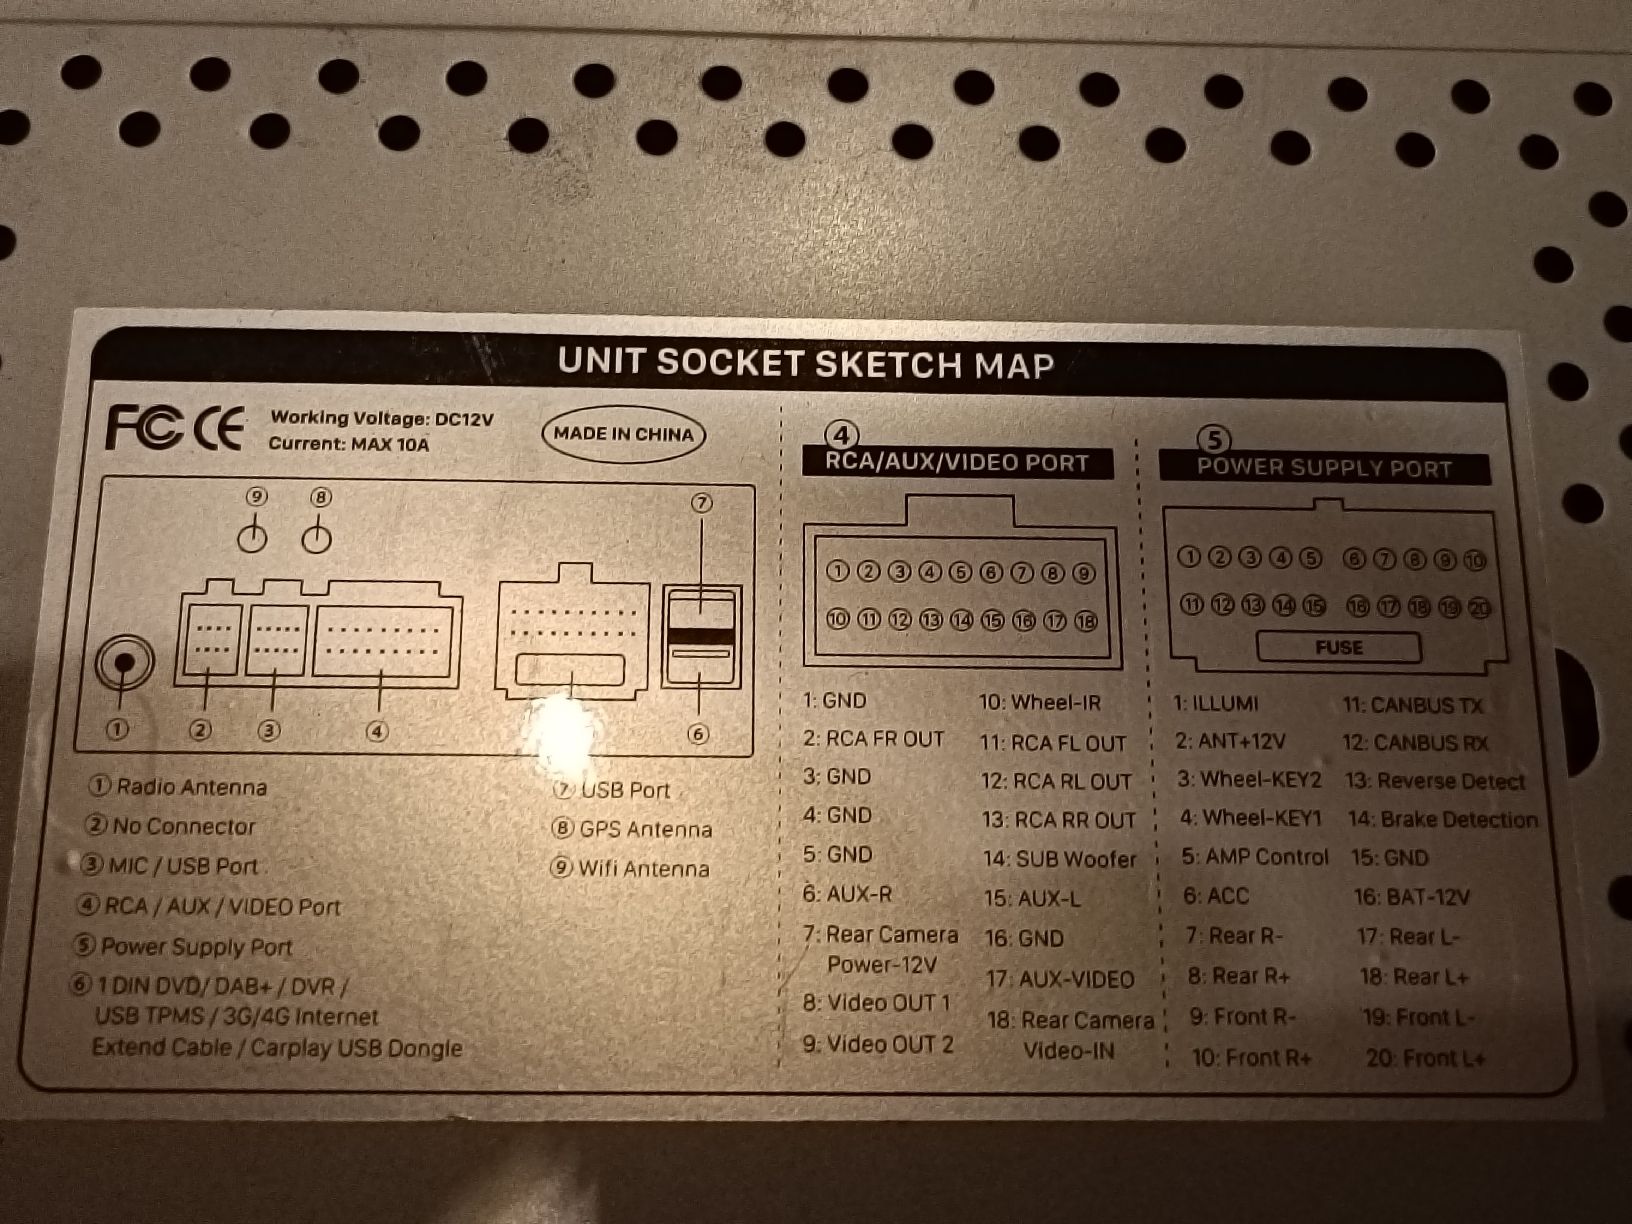 UNIT SOCKET SKETCH MAP
FC CE
Working Voltage: DC12V
Current: MAX 10A
MADE IN CHINA
⑨ ⑧ ⑦
① ② ③ ④ ⑥
① Radio Antenna
② No Connector
③ MIC / USB Port
④ RCA / AUX / VIDEO Port
⑤ Power Supply Port
⑥ 1 DIN DVD/ DAB+ / DVR /
USB TPMS / 3G/4G Internet
Extend Cable / Carplay USB Dongle
⑦ USB Port
⑧ GPS Antenna
⑨ Wifi Antenna
④
RCA/AUX/VIDEO PORT
① ② ③ ④ ⑤ ⑥ ⑦ ⑧ ⑨
⑩ ⑪ ⑫ ⑬ ⑭ ⑮ ⑯ ⑰ ⑱
1: GND
2: RCA FR OUT
3: GND
4: GND
5: GND
6: AUX-R
7: Rear Camera
Power-12V
8: Video OUT 1
9: Video OUT 2
10: Wheel-IR
11: RCA FL OUT
12: RCA RL OUT
13: RCA RR OUT
14: SUB Woofer
15: AUX-L
16: GND
17: AUX-VIDEO
18: Rear Camera
Video-IN
⑤
POWER SUPPLY PORT
① ② ③ ④ ⑤ ⑥ ⑦ ⑧ ⑨ ⑩
⑪ ⑫ ⑬ ⑭ ⑮ ⑯ ⑰ ⑱ ⑲ ⑳
FUSE
1: ILLUMI
2: ANT+12V
3: Wheel-KEY2
4: Wheel-KEY1
5: AMP Control
6: ACC
7: Rear R-
8: Rear R+
9: Front R-
10: Front R+
11: CANBUS TX
12: CANBUS RX
13: Reverse Detect
14: Brake Detection
15: GND
16: BAT-12V
17: Rear L-
18: Rear L+
19: Front L-
20: Front L+